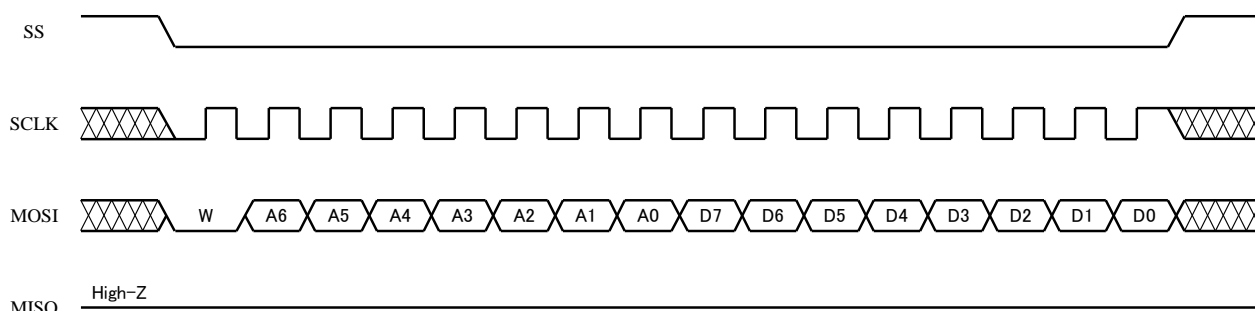 SS
SCLK
MOSI W A6 A5 A4 A3 A2 A1 A0 D7 D6 D5 D4 D3 D2 D1 D0
High-Z
MISO